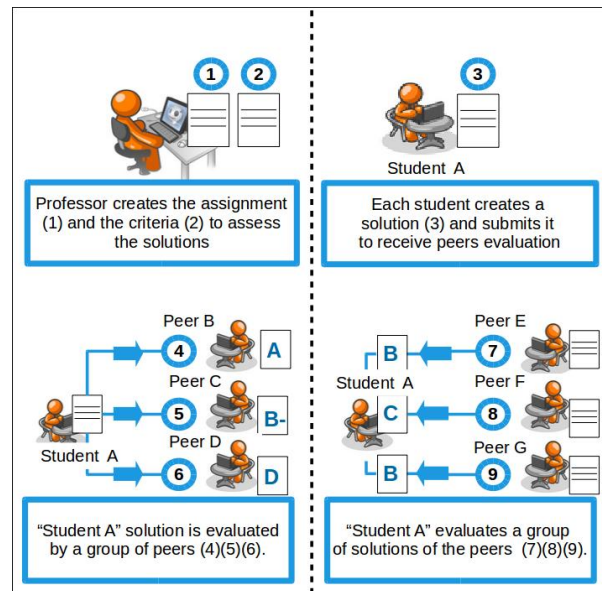 1
2
Professor creates the assignment
(1) and the criteria (2) to assess
the solutions
3
Student A
Each student creates a
solution (3) and submits it
to receive peers evaluation
Peer B
4
A
Peer C
5
B-
Peer D
6
D
Student A
“Student A” solution is evaluated
by a group of peers (4)(5)(6).
Peer E
B
7
Student A
Peer F
C
8
Peer G
B
9
“Student A” evaluates a group
of solutions of the peers (7)(8)(9).